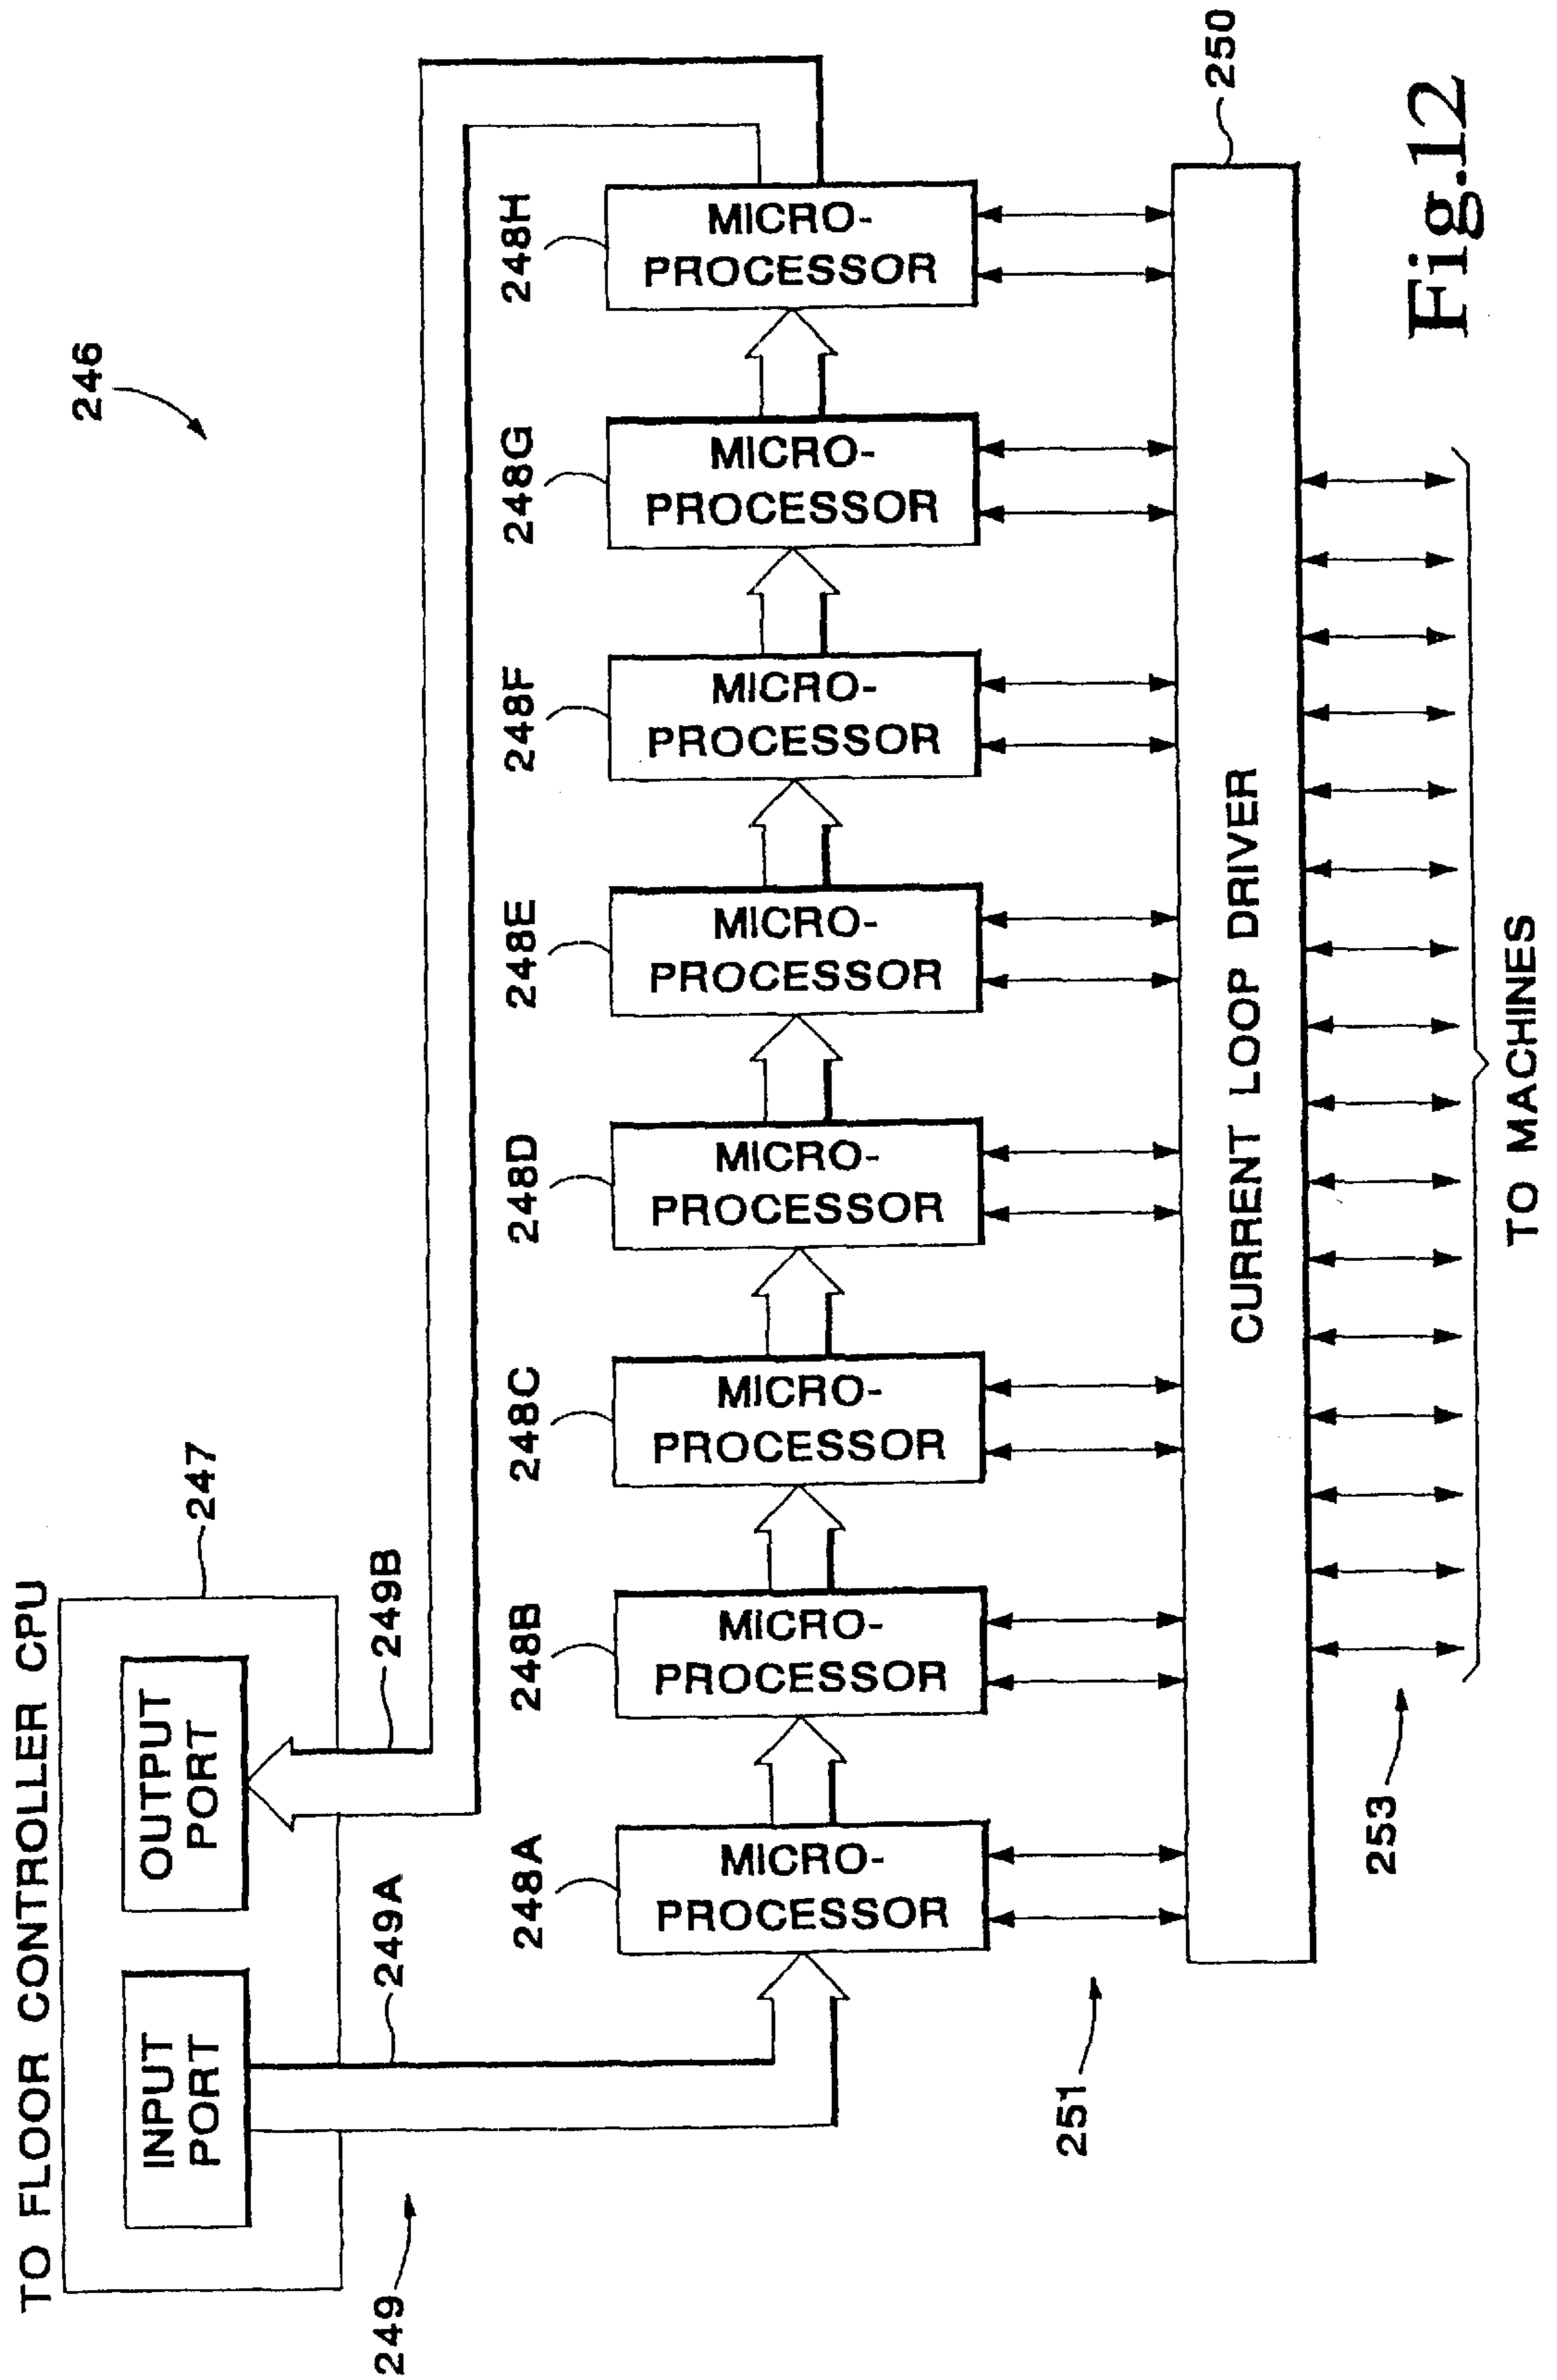 TO FLOOR CONTROLLER CPU
247
246
INPUT
PORT
OUTPUT
PORT
249
249A
249B
248A
248B
248C
248D
248E
248F
248G
248H
MICRO-
PROCESSOR
MICRO-
PROCESSOR
MICRO-
PROCESSOR
MICRO-
PROCESSOR
MICRO-
PROCESSOR
MICRO-
PROCESSOR
MICRO-
PROCESSOR
MICRO-
PROCESSOR
251
CURRENT LOOP DRIVER
250
253
TO MACHINES
Fig.12